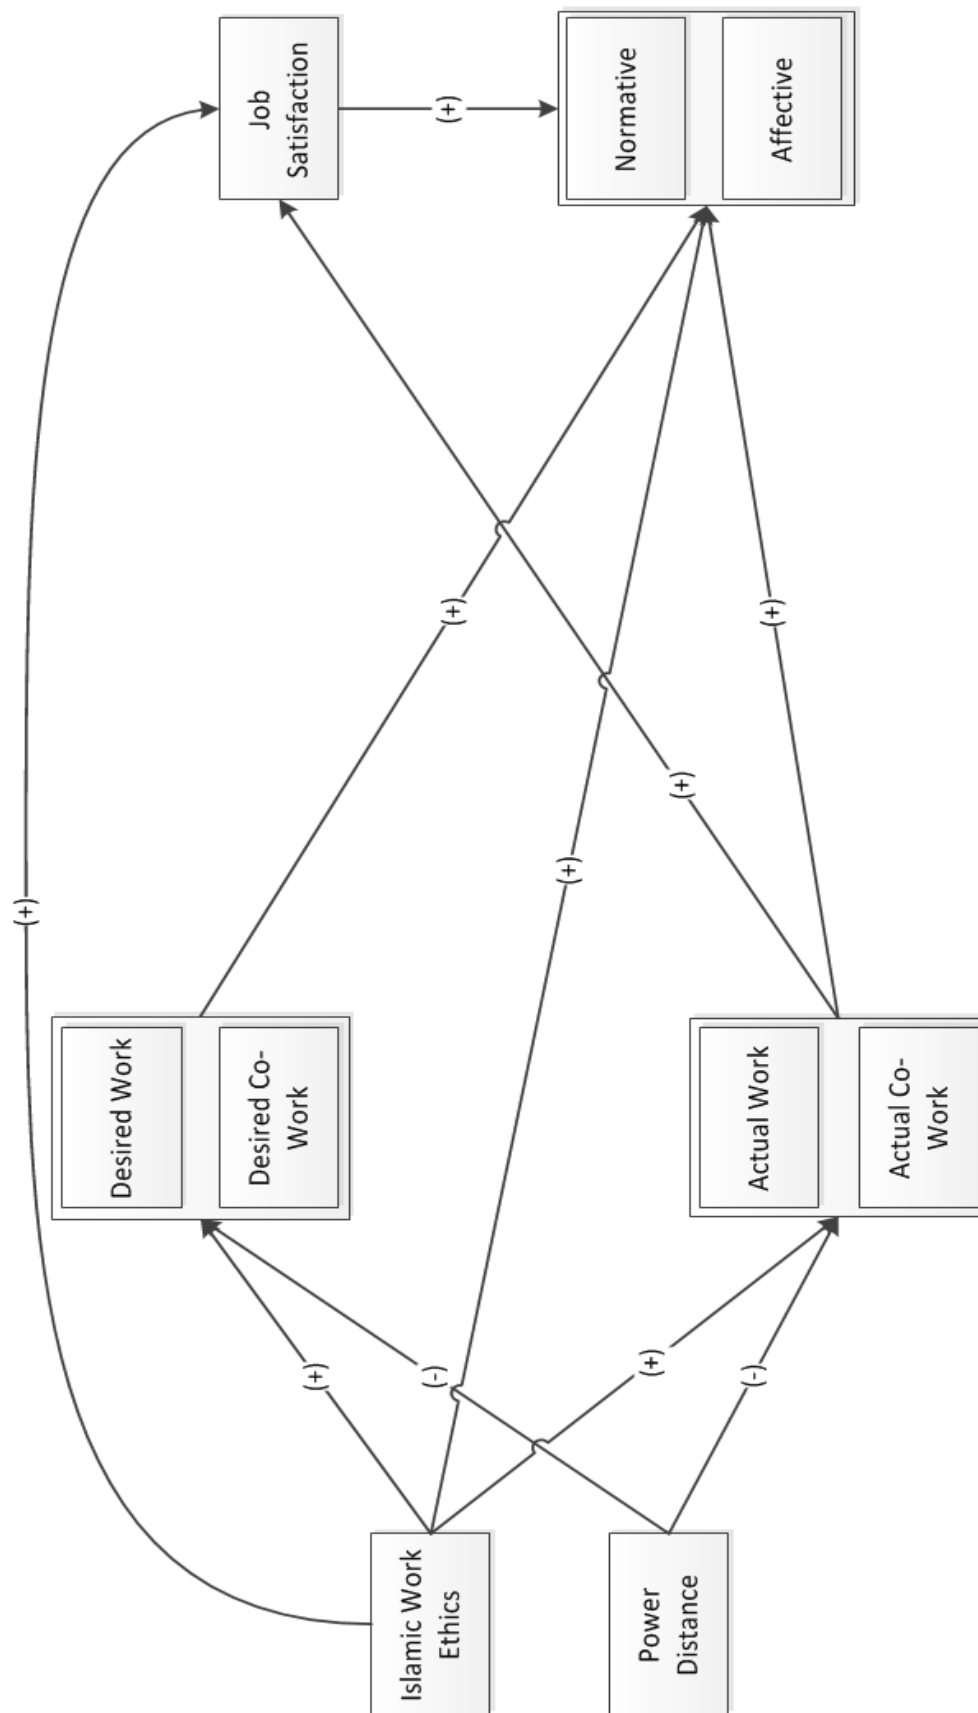 (+)
Islamic Work
Ethics
Power
Distance
(+)
(-)
(+)
(-)
Desired Work
Desired Co-
Work
Actual Work
Actual Co-
Work
(+)
(+)
(+)
(+)
Job
Satisfaction
(+)
Normative
Affective